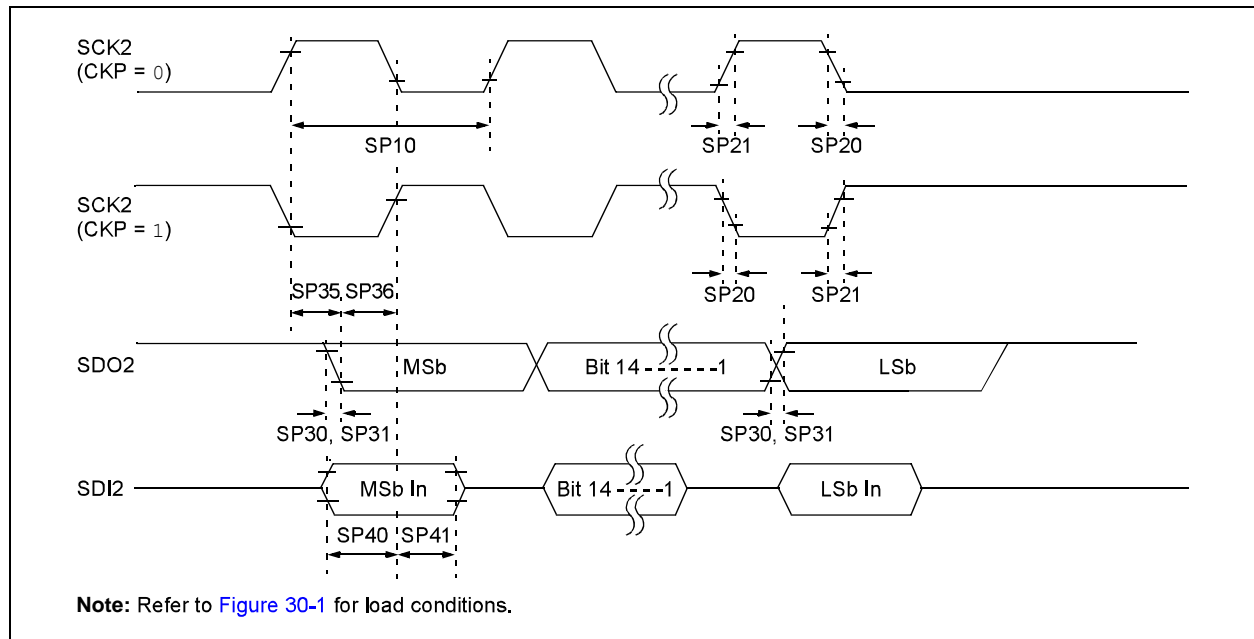 SCK2
(CKP = 0)
SP10
SP21
SP20
SCK2
(CKP = 1)
SP20
SP21
SP35
SP36
SDO2
MSb
Bit 14 - - - - - -1
LSb
SP30, SP31
SP30, SP31
SDI2
MSb In
Bit 14 - - - -1
LSb In
SP40
SP41
Note: Refer to Figure 30-1 for load conditions.